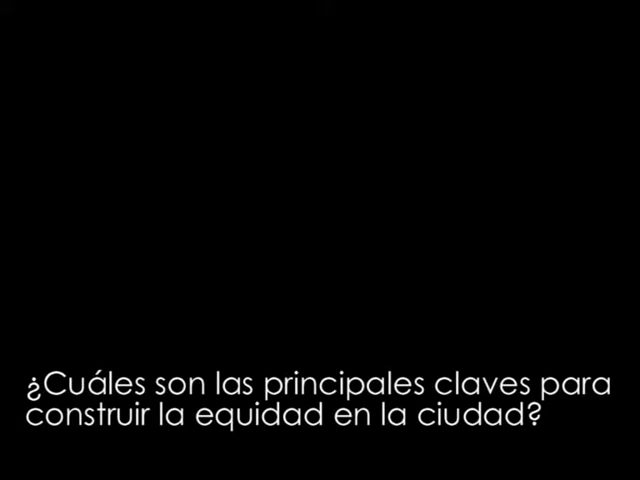 ¿Cuáles son las principales claves para
construir la equidad en la ciudad?